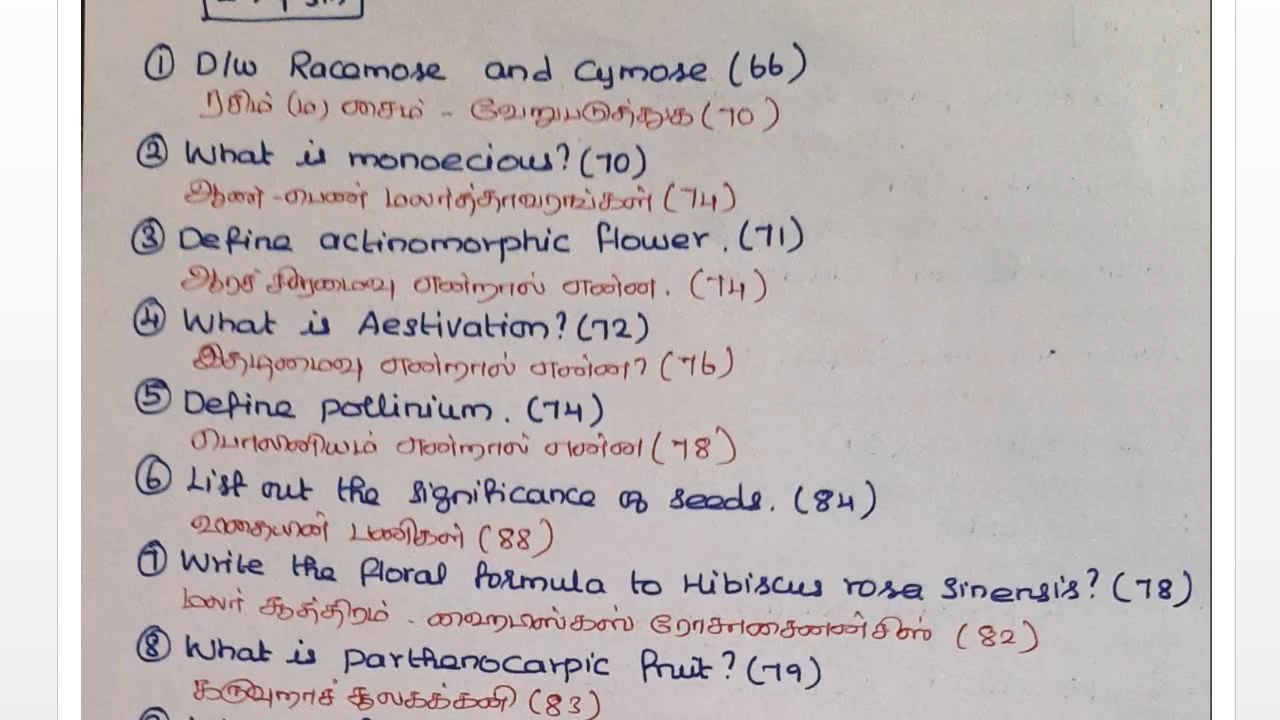 ① D/w Racemose and Cymose (66)
ரசிம் (ம) சைம் - வேறுபடுத்துக (70)
② What is monoecious? (70)
ஆண் - பெண் மலர்த்தாவரங்கள் (74)
③ Define actinomorphic flower. (71)
ஆரச் சீரமைவு என்றால் என்ன. (74)
④ What is Aestivation? (72)
இதழமைவு என்றால் என்ன? (76)
⑤ Define pollinium. (74)
பொலினியம் என்றால் என்ன (78)
⑥ List out the significance of seeds. (84)
விதையின் பணிகள் (88)
⑦ Write the floral formula to Hibiscus rosa sinensis? (78)
மலர் சூத்திரம் - ஹைபிஸ்கஸ் ரோசாசைனன்சிஸ் (82)
⑧ What is parthenocarpic fruit? (79)
கருவுறாக் கனி (83)